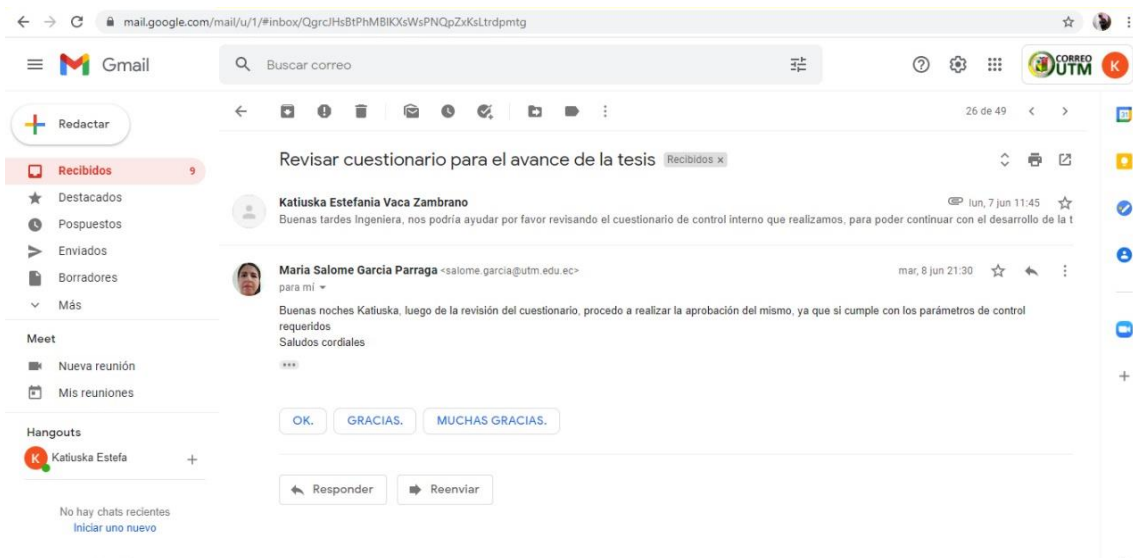 mail.google.com/mail/u/1/#inbox/QgrcJHsBtPhMBlKXsWsPNQpZxKsLtrdpmtg
Gmail
Buscar correo
CORREO
UTM
K
Redactar
26 de 49
31
Recibidos 9
Destacados
Pospuestos
Enviados
Borradores
Más
Meet
Nueva reunión
Mis reuniones
Hangouts
K Katiuska Estefa
No hay chats recientes
Iniciar uno nuevo
Revisar cuestionario para el avance de la tesis Recibidos x
Katiuska Estefania Vaca Zambrano lun, 7 jun 11:45
Buenas tardes Ingeniera, nos podría ayudar por favor revisando el cuestionario de control interno que realizamos, para poder continuar con el desarrollo de la t
Maria Salome Garcia Parraga <salome.garcia@utm.edu.ec> mar, 8 jun 21:30
para mí
Buenas noches Katiuska, luego de la revisión del cuestionario, procedo a realizar la aprobación del mismo, ya que si cumple con los parámetros de control
requeridos
Saludos cordiales
OK. GRACIAS. MUCHAS GRACIAS.
Responder Reenviar